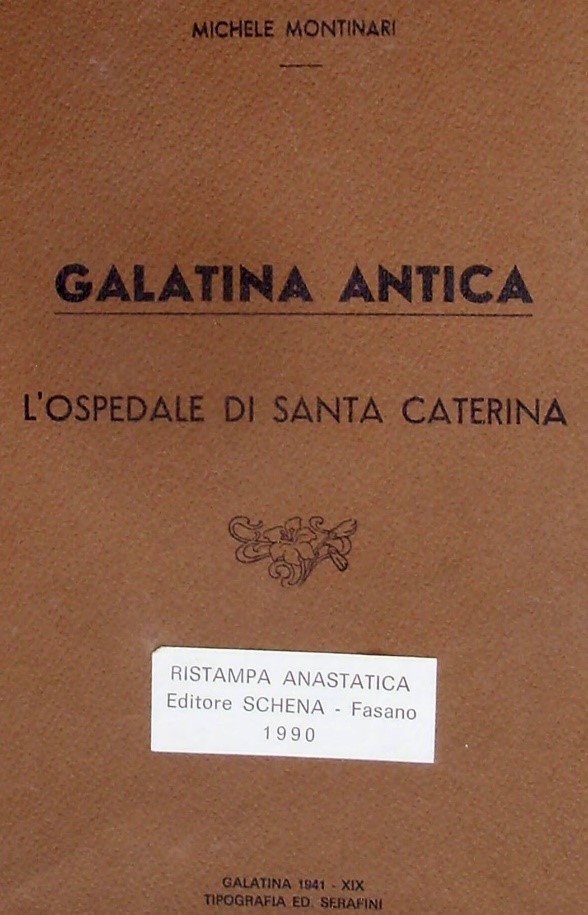 MICHELE MONTINARI
GALATINA ANTICA
L'OSPEDALE DI SANTA CATERINA
RISTAMPA ANASTATICA
Editore SCHENA - Fasano
1990
GALATINA 1941 - XIX
TIPOGRAFIA ED. SERAFINI